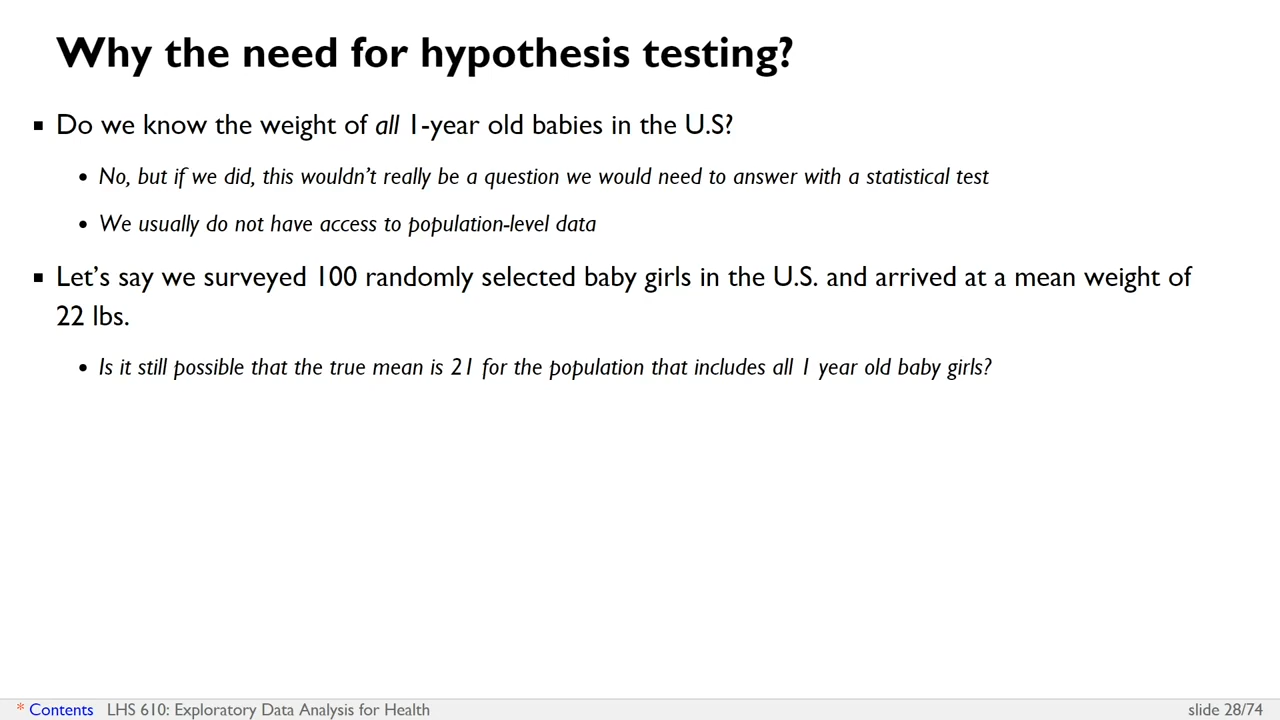 Why the need for hypothesis testing?
▪ Do we know the weight of all 1-year old babies in the U.S?
• No, but if we did, this wouldn’t really be a question we would need to answer with a statistical test
• We usually do not have access to population-level data
▪ Let’s say we surveyed 100 randomly selected baby girls in the U.S. and arrived at a mean weight of
22 lbs.
• Is it still possible that the true mean is 21 for the population that includes all 1 year old baby girls?
* Contents LHS 610: Exploratory Data Analysis for Health slide 28/74